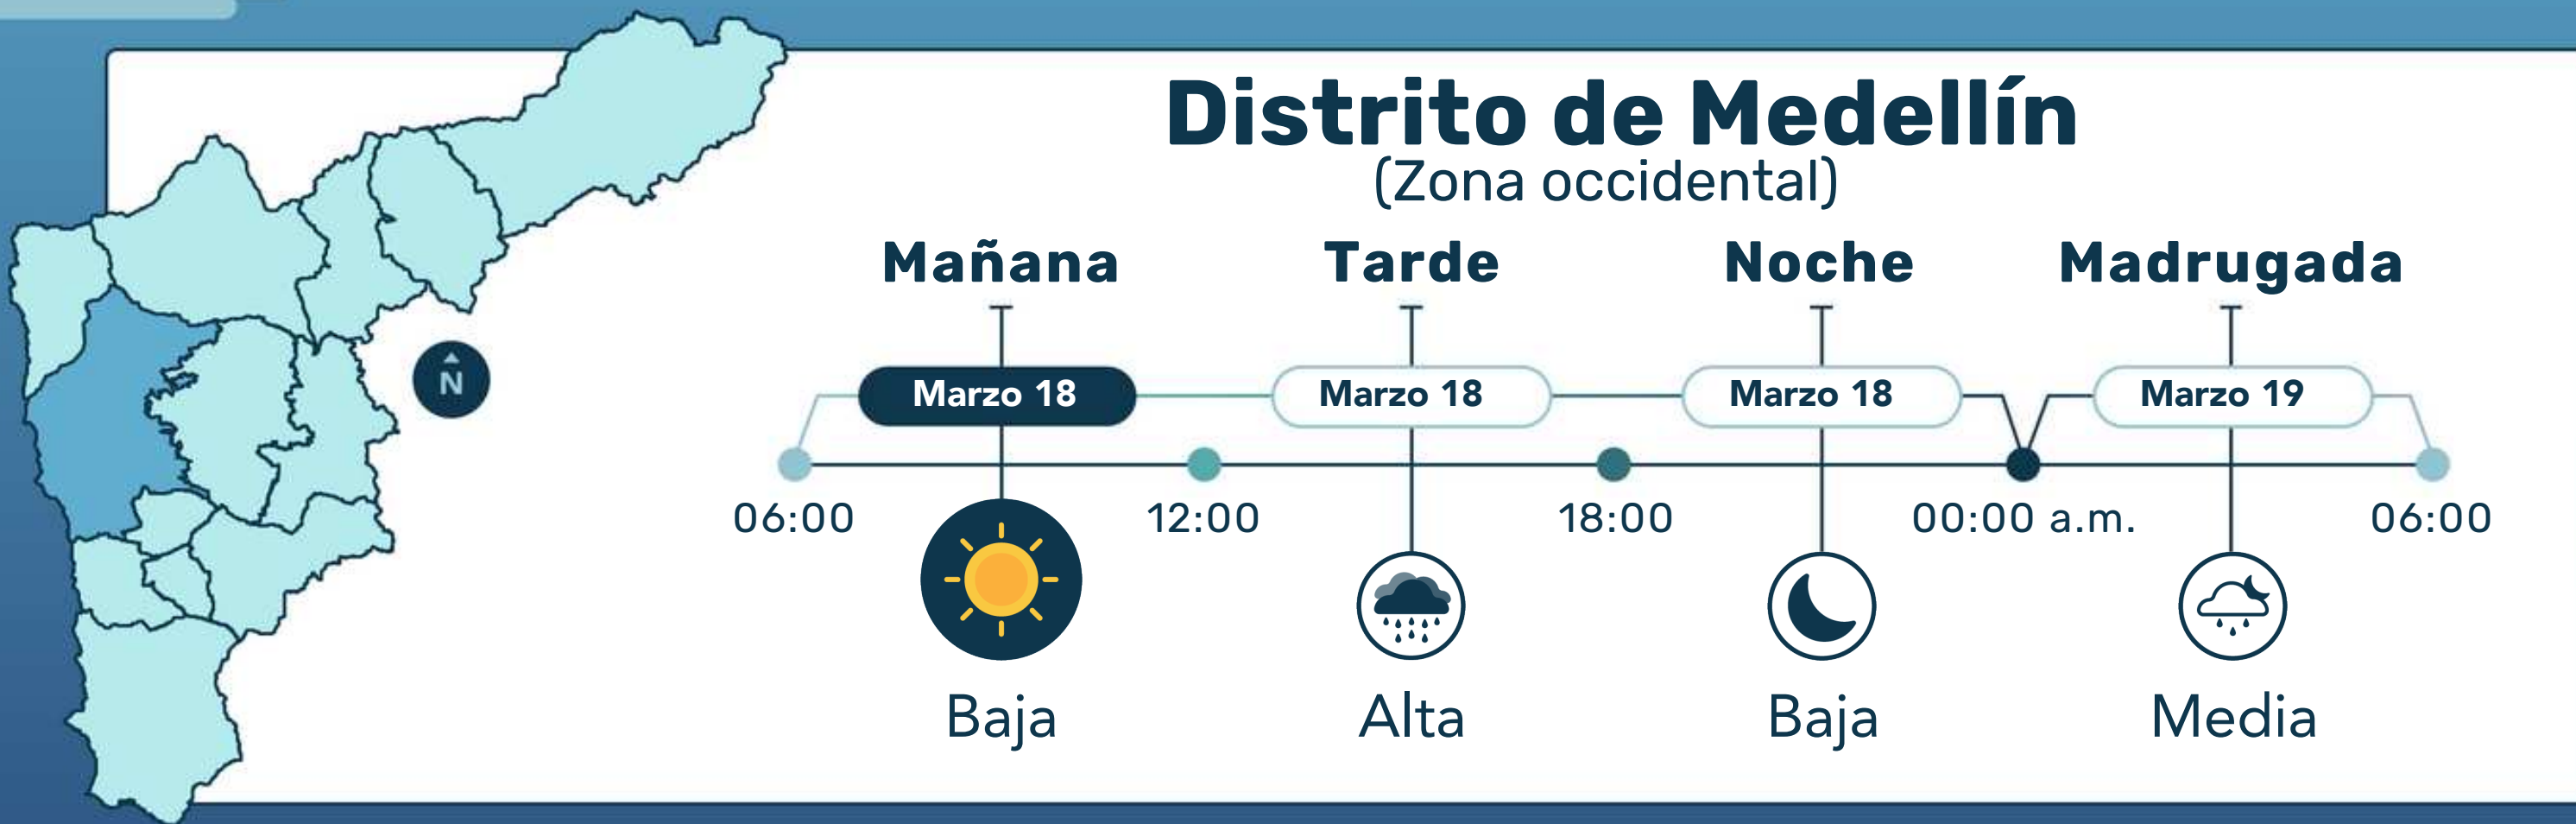 Distrito de Medellín
(Zona occidental)
Mañana Tarde Noche Madrugada
N
Marzo 18 Marzo 18 Marzo 18 Marzo 19
06:00 12:00 18:00 00:00 a.m. 06:00
Baja Alta Baja Media